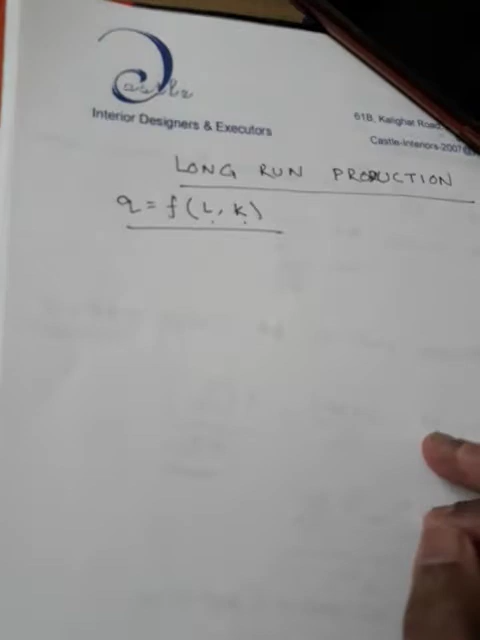 Castle
Interior Designers & Executors
61B, Kalighat Road
Castle-Interiors-2007@
LONG RUN PRODUCTION
q = f(L, K)